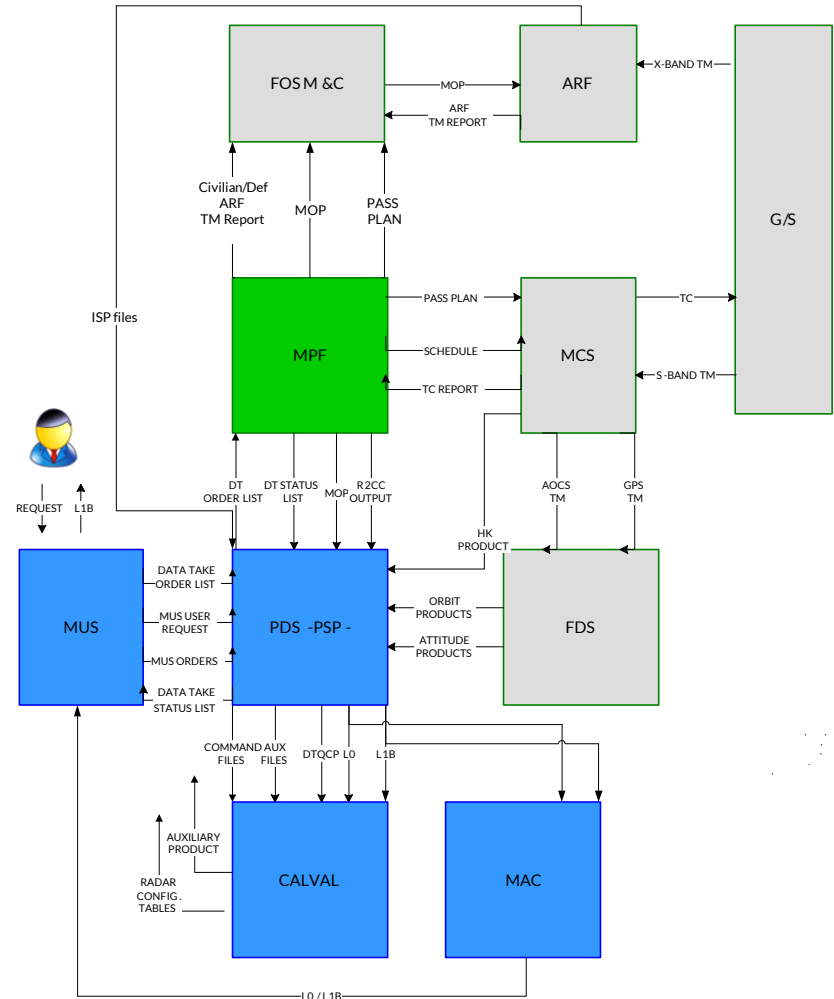 FOS M &C
MOP
ARF
TM REPORT
ARF
X-BAND TM
G/S
Civilian/Def
ARF
TM Report
MOP
PASS
PLAN
ISP files
MPF
PASS PLAN
SCHEDULE
TC REPORT
MCS
TC
S-BAND TM
REQUEST
L1B
DT
ORDER LIST
DT STATUS
LIST
MOP
R2CC
OUTPUT
HK
PRODUCT
AOCS
TM
GPS
TM
MUS
DATA TAKE
ORDER LIST
MUS USER
REQUEST
MUS ORDERS
DATA TAKE
STATUS LIST
PDS -PSP -
ORBIT
PRODUCTS
ATTITUDE
PRODUCTS
FDS
COMMAND
FILES
AUX
FILES
DTQCP
L0
L1B
AUXILIARY
PRODUCT
RADAR
CONFIG.
TABLES
CALVAL
MAC
L0 / L1B